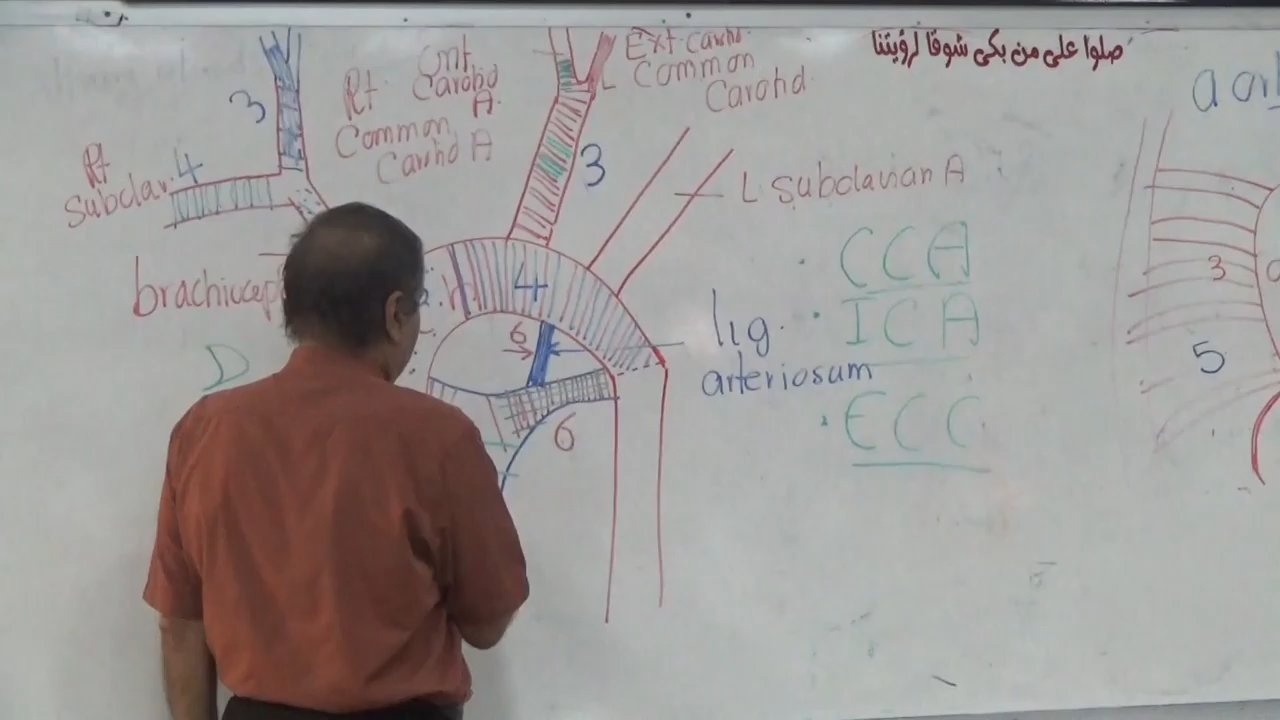 صلوا على من بكى شوقا لرؤيتنا
3
Rt
Subclav.
4
Rt
Common
Carotid A
Int
Carotid
A.
Ext. Carotid
L Common
Carotid
3
L Subclavian A
brachiocep
4
6
lig.
arteriosum
6
D
CCA
ICA
ECC
a or
3
5